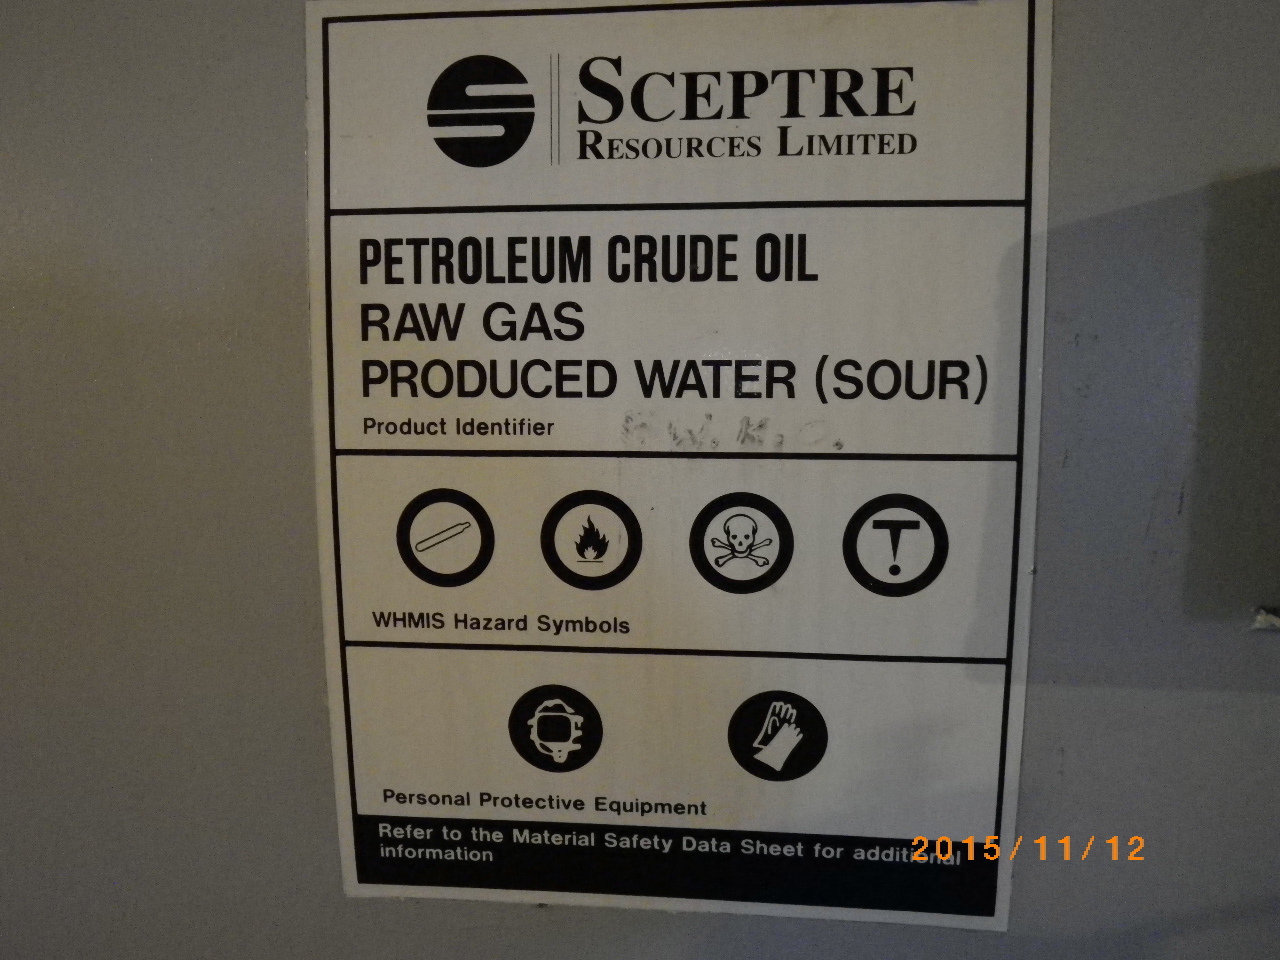 SCEPTRE
RESOURCES LIMITED
PETROLEUM CRUDE OIL
RAW GAS
PRODUCED WATER (SOUR)
Product Identifier
WHMIS Hazard Symbols
Personal Protective Equipment
Refer to the Material Safety Data Sheet for additional
information
2015/11/12